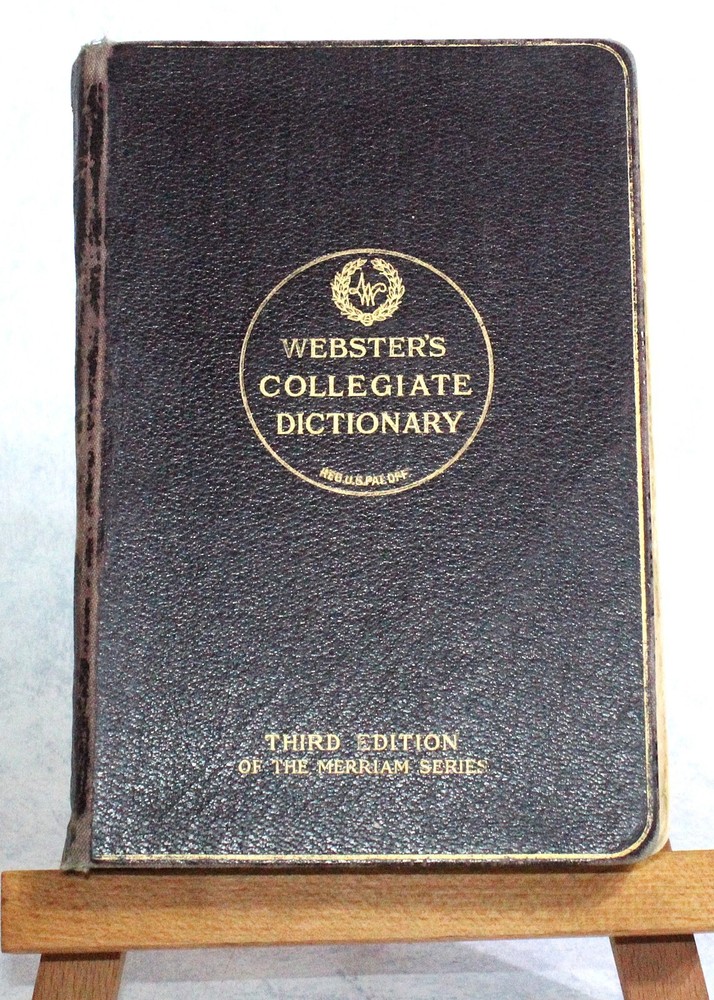 WEBSTER'S
COLLEGIATE
DICTIONARY
REG.U.S.PAT.OFF.
THIRD EDITION
OF THE MERRIAM SERIES